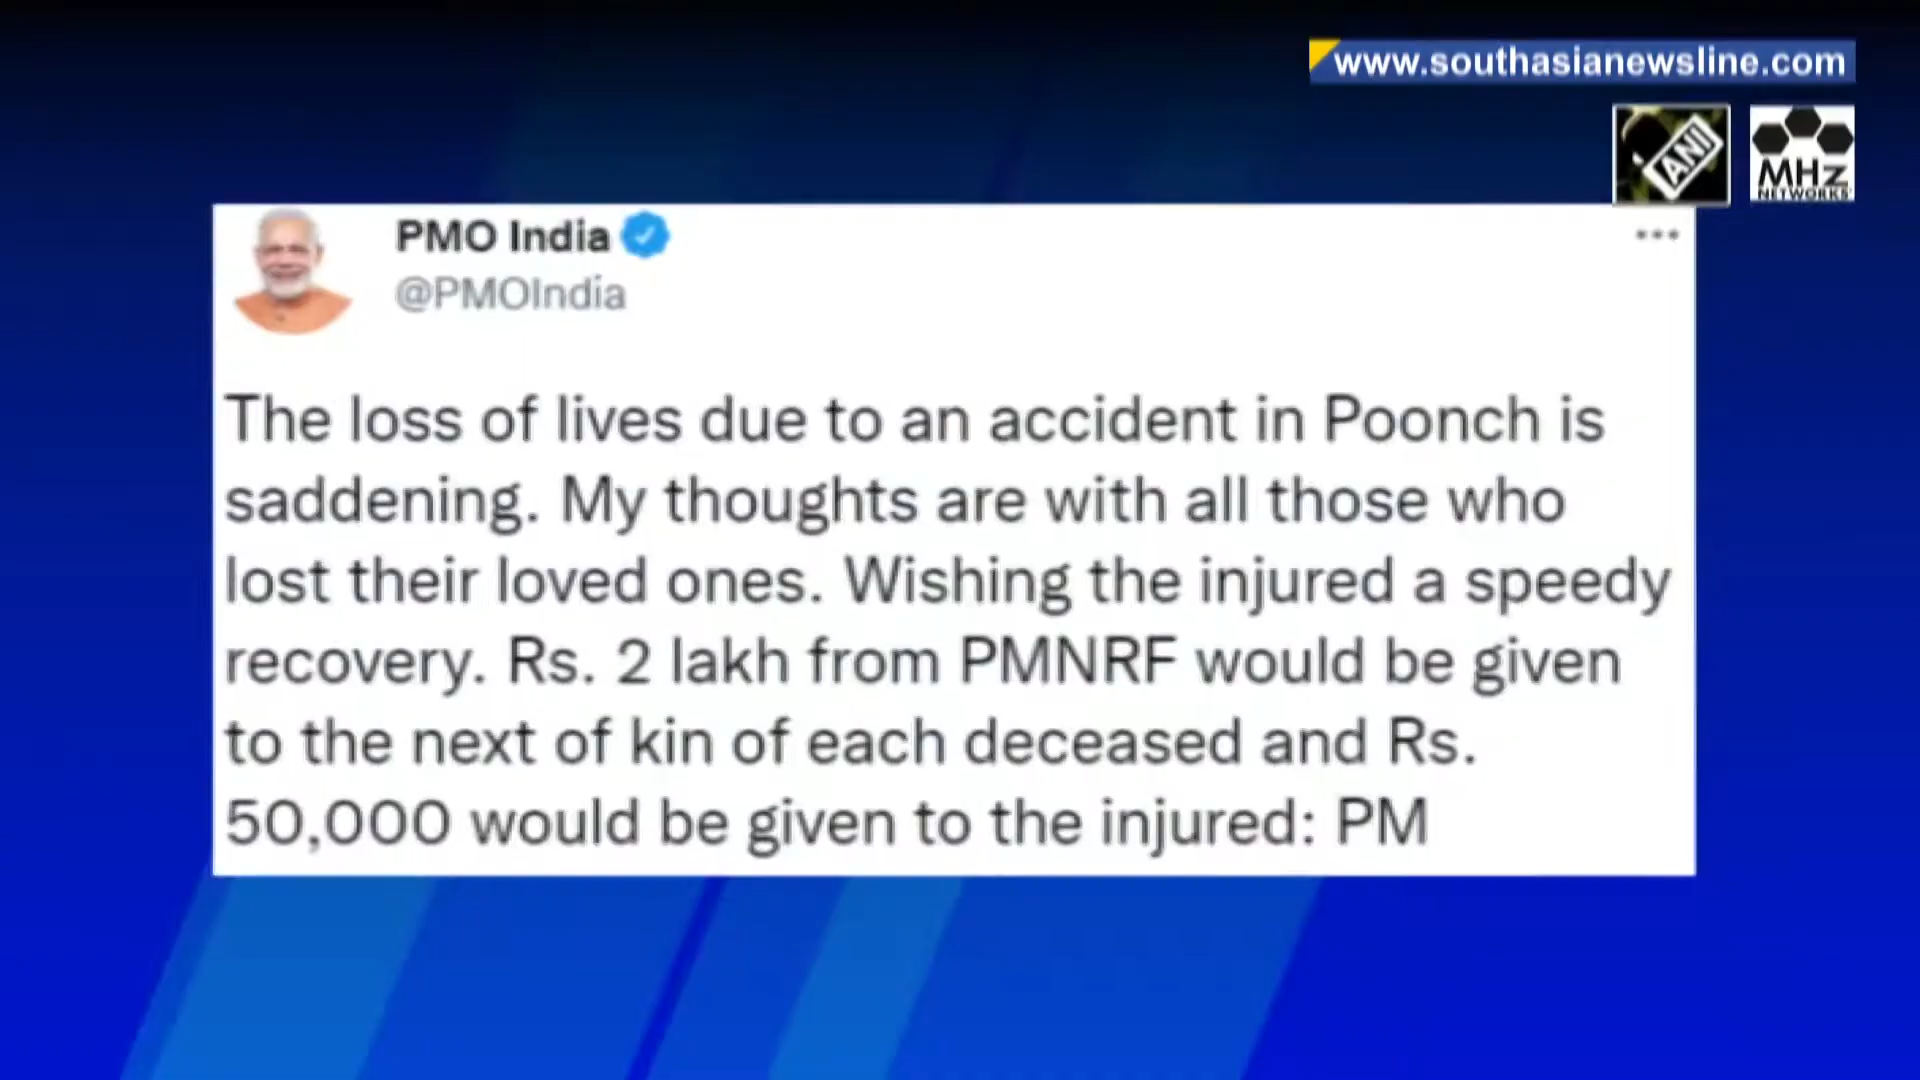 www.southasianewsline.com
ANI
MHz
NETWORKS
PMO India
@PMOIndia
The loss of lives due to an accident in Poonch is
saddening. My thoughts are with all those who
lost their loved ones. Wishing the injured a speedy
recovery. Rs. 2 lakh from PMNRF would be given
to the next of kin of each deceased and Rs.
50,000 would be given to the injured: PM